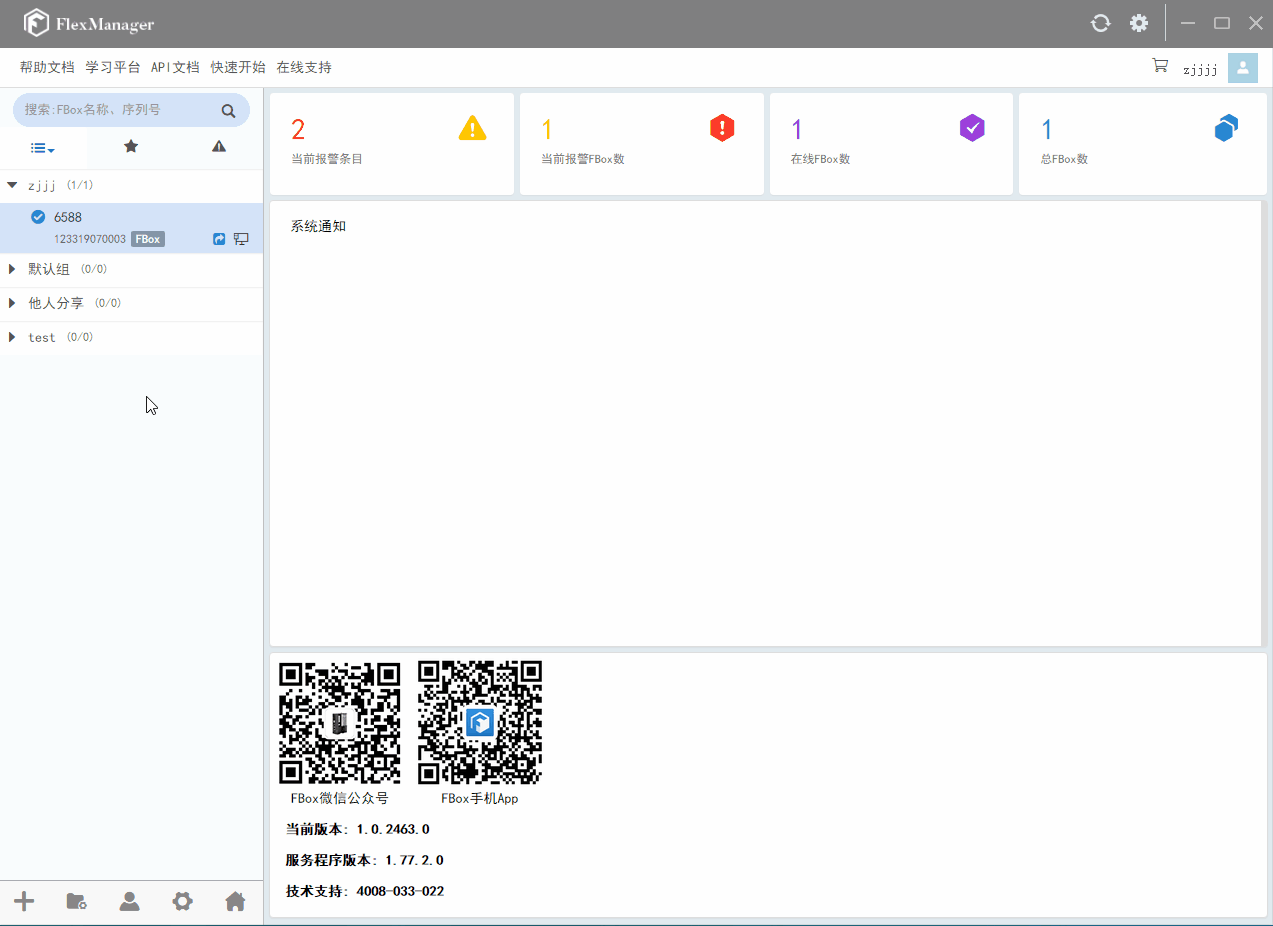 FlexManager
帮助文档 学习平台 API文档 快速开始 在线支持
zjjjj
搜索:FBox名称、序列号
zjjj (1/1)
6588
123319070003 FBox
默认组 (0/0)
他人分享 (0/0)
test (0/0)
2
当前报警条目
1
当前报警FBox数
1
在线FBox数
1
总FBox数
系统通知
FBox微信公众号
FBox手机App
当前版本: 1.0.2463.0
服务程序版本: 1.77.2.0
技术支持: 4008-033-022